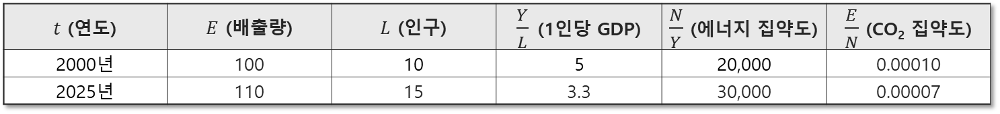 t (연도) E (배출량) L (인구) Y/L (1인당 GDP) N/Y (에너지 집약도) E/N (CO₂ 집약도)
2000년 100 10 5 20,000 0.00010
2025년 110 15 3.3 30,000 0.00007